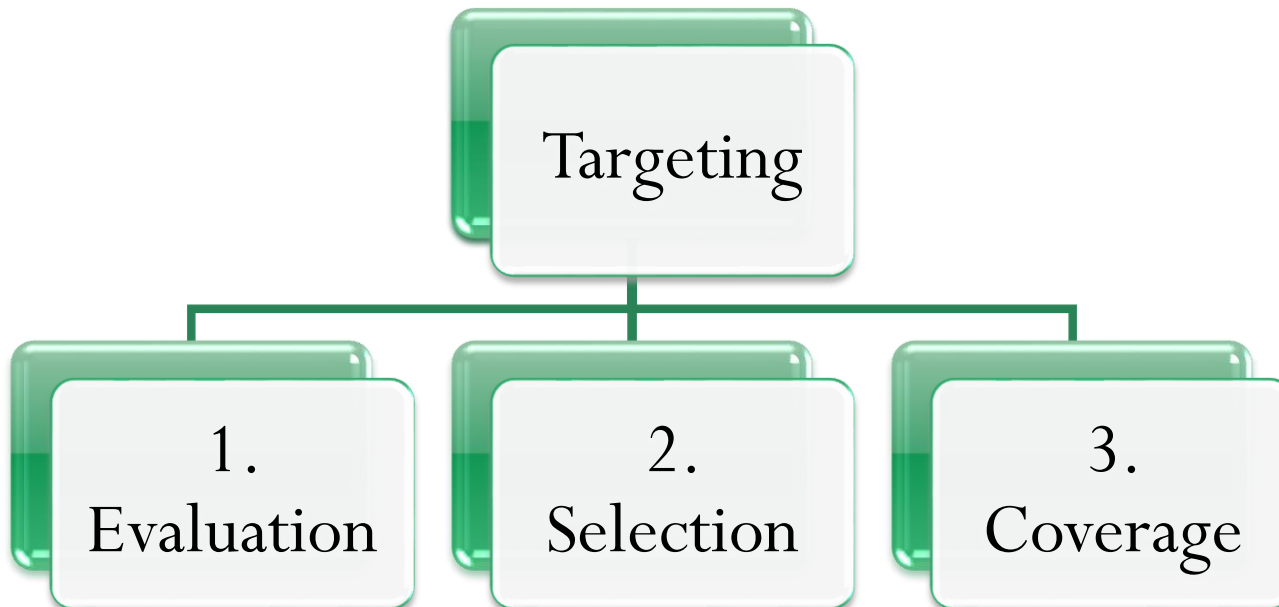 Targeting
1.
Evaluation
2.
Selection
3.
Coverage